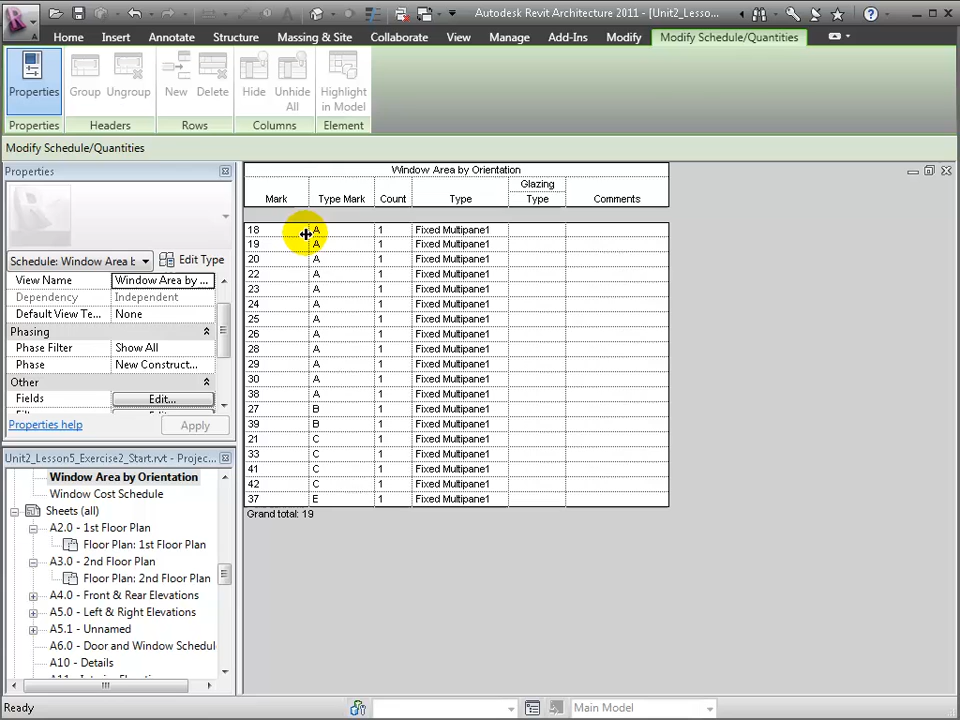 Autodesk Revit Architecture 2011 - [Unit2_Lesso...
Home Insert Annotate Structure Massing & Site Collaborate View Manage Add-Ins Modify Modify Schedule/Quantities
Properties Group Ungroup New Delete Hide Unhide All Highlight in Model
Properties Headers Rows Columns Element
Modify Schedule/Quantities
Properties
Schedule: Window Area b Edit Type
View Name Window Area by ...
Dependency Independent
Default View Te... None
Phasing
Phase Filter Show All
Phase New Construct...
Other
Fields Edit...
Properties help Apply
Unit2_Lesson5_Exercise2_Start.rvt - Projec...
Window Area by Orientation
Window Cost Schedule
Sheets (all)
A2.0 - 1st Floor Plan
Floor Plan: 1st Floor Plan
A3.0 - 2nd Floor Plan
Floor Plan: 2nd Floor Plan
A4.0 - Front & Rear Elevations
A5.0 - Left & Right Elevations
A5.1 - Unnamed
A6.0 - Door and Window Schedul
A10 - Details
Window Area by Orientation
Glazing
Mark Type Mark Count Type Type Comments
18 A 1 Fixed Multipane1
19 A 1 Fixed Multipane1
20 A 1 Fixed Multipane1
22 A 1 Fixed Multipane1
23 A 1 Fixed Multipane1
24 A 1 Fixed Multipane1
25 A 1 Fixed Multipane1
26 A 1 Fixed Multipane1
28 A 1 Fixed Multipane1
29 A 1 Fixed Multipane1
30 A 1 Fixed Multipane1
38 A 1 Fixed Multipane1
27 B 1 Fixed Multipane1
39 B 1 Fixed Multipane1
21 C 1 Fixed Multipane1
33 C 1 Fixed Multipane1
41 C 1 Fixed Multipane1
42 C 1 Fixed Multipane1
37 E 1 Fixed Multipane1
Grand total: 19
Ready
Main Model